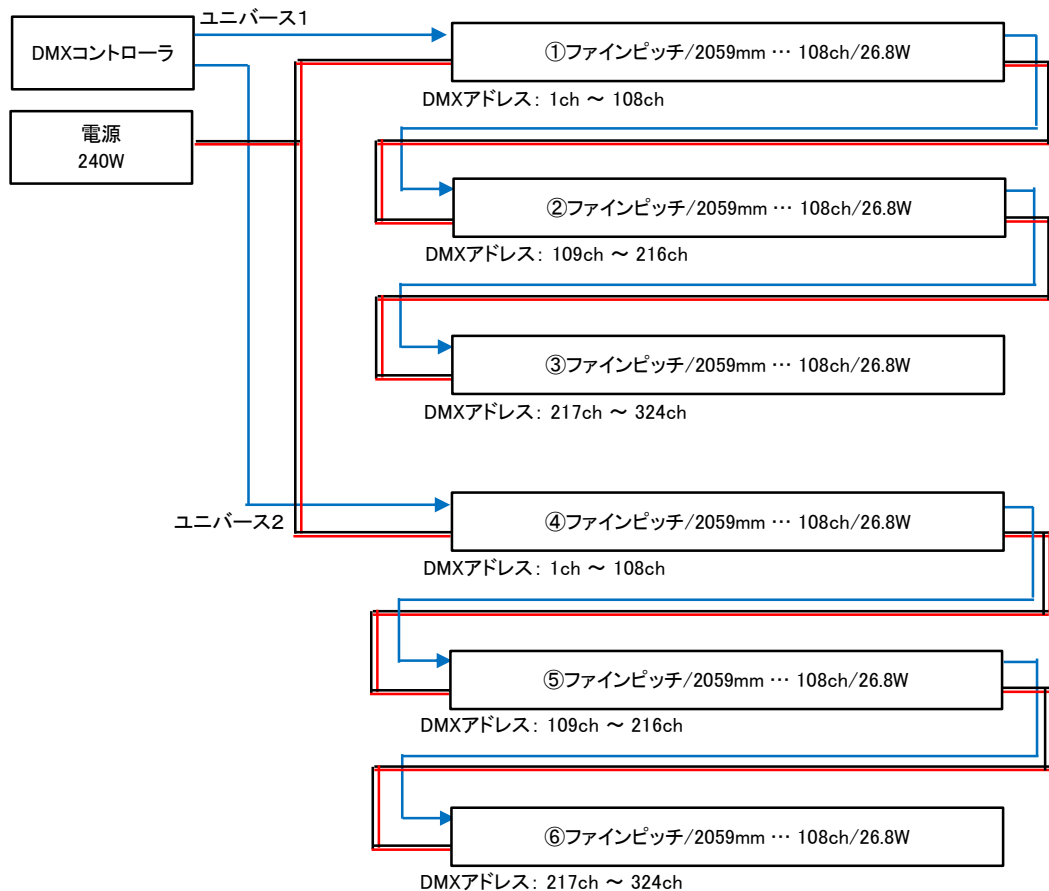 ユニバース1
DMXコントローラ
電源
240W
①ファインピッチ/2059mm … 108ch/26.8W
DMXアドレス: 1ch ～ 108ch
②ファインピッチ/2059mm … 108ch/26.8W
DMXアドレス: 109ch ～ 216ch
③ファインピッチ/2059mm … 108ch/26.8W
DMXアドレス: 217ch ～ 324ch
ユニバース2
④ファインピッチ/2059mm … 108ch/26.8W
DMXアドレス: 1ch ～ 108ch
⑤ファインピッチ/2059mm … 108ch/26.8W
DMXアドレス: 109ch ～ 216ch
⑥ファインピッチ/2059mm … 108ch/26.8W
DMXアドレス: 217ch ～ 324ch